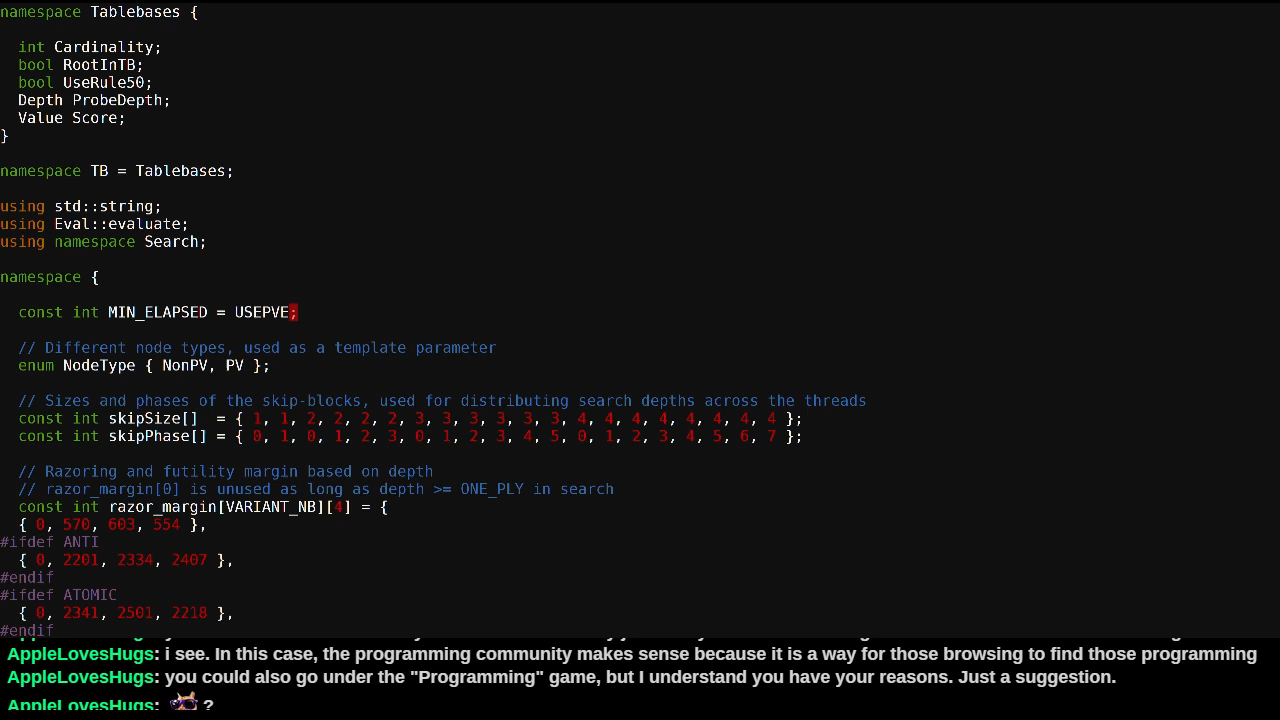 namespace Tablebases {
int Cardinality;
bool RootInTB;
bool UseRule50;
Depth ProbeDepth;
Value Score;
}
namespace TB = Tablebases;
using std::string;
using Eval::evaluate;
using namespace Search;
namespace {
const int MIN_ELAPSED = USEPVE;
// Different node types, used as a template parameter
enum NodeType { NonPV, PV };
// Sizes and phases of the skip-blocks, used for distributing search depths across the threads
const int skipSize[]  = { 1, 1, 2, 2, 2, 2, 3, 3, 3, 3, 3, 3, 4, 4, 4, 4, 4, 4, 4, 4 };
const int skipPhase[] = { 0, 1, 0, 1, 2, 3, 0, 1, 2, 3, 4, 5, 0, 1, 2, 3, 4, 5, 6, 7 };
// Razoring and futility margin based on depth
// razor_margin[0] is unused as long as depth >= ONE_PLY in search
const int razor_margin[VARIANT_NB][4] = {
{ 0, 570, 603, 554 },
#ifdef ANTI
{ 0, 2201, 2334, 2407 },
#endif
#ifdef ATOMIC
{ 0, 2341, 2501, 2218 },
#endif
AppleLovesHugs: i see. In this case, the programming community makes sense because it is a way for those browsing to find those programming
AppleLovesHugs: you could also go under the "Programming" game, but I understand you have your reasons. Just a suggestion.
AppleLovesHugs: ?